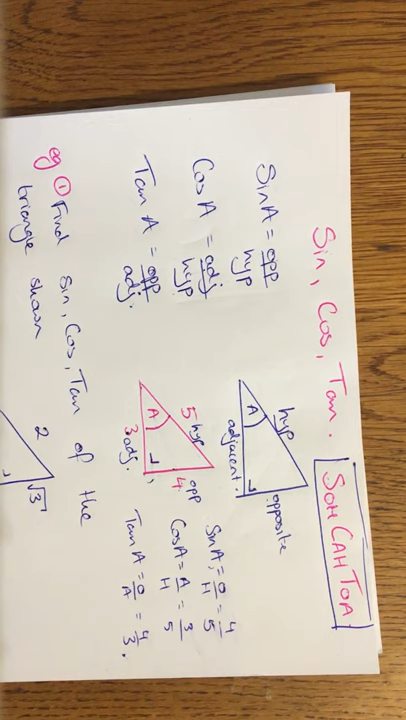 Sin, Cos, Tan. SOH CAH TOA
hyp
opposite
A
adjacent.
Sin A = opp/hyp
Cos A = adj/hyp
Tan A = opp/adj.
5 hyp
opp
4
A
3 adj.
Sin A = O/H = 4/5
Cos A = A/H = 3/5
Tan A = O/A = 4/3.
eg ① Find Sin, Cos, Tan of the
triangle shown
2
√3